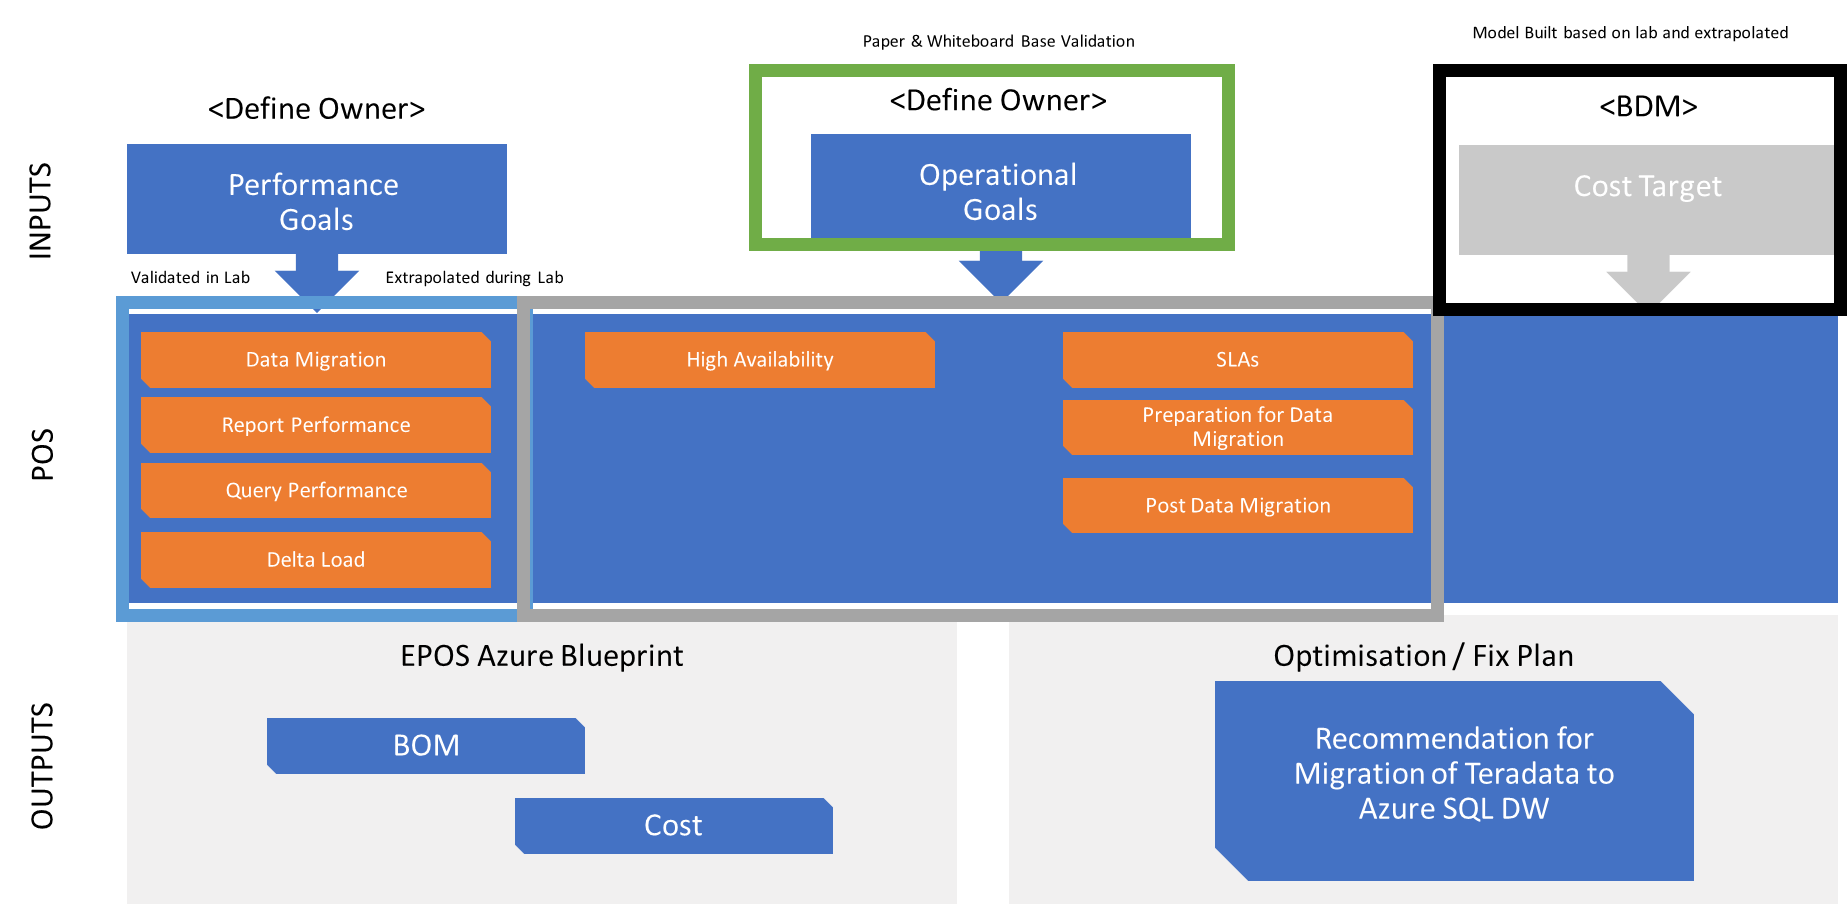 Paper & Whiteboard Base Validation
Model Built based on lab and extrapolated
<Define Owner>
<Define Owner>
<BDM>
INPUTS
Performance
Goals
Operational
Goals
Cost Target
Validated in Lab
Extrapolated during Lab
POS
Data Migration
Report Performance
Query Performance
Delta Load
High Availability
SLAs
Preparation for Data
Migration
Post Data Migration
OUTPUTS
EPOS Azure Blueprint
BOM
Cost
Optimisation / Fix Plan
Recommendation for
Migration of Teradata to
Azure SQL DW